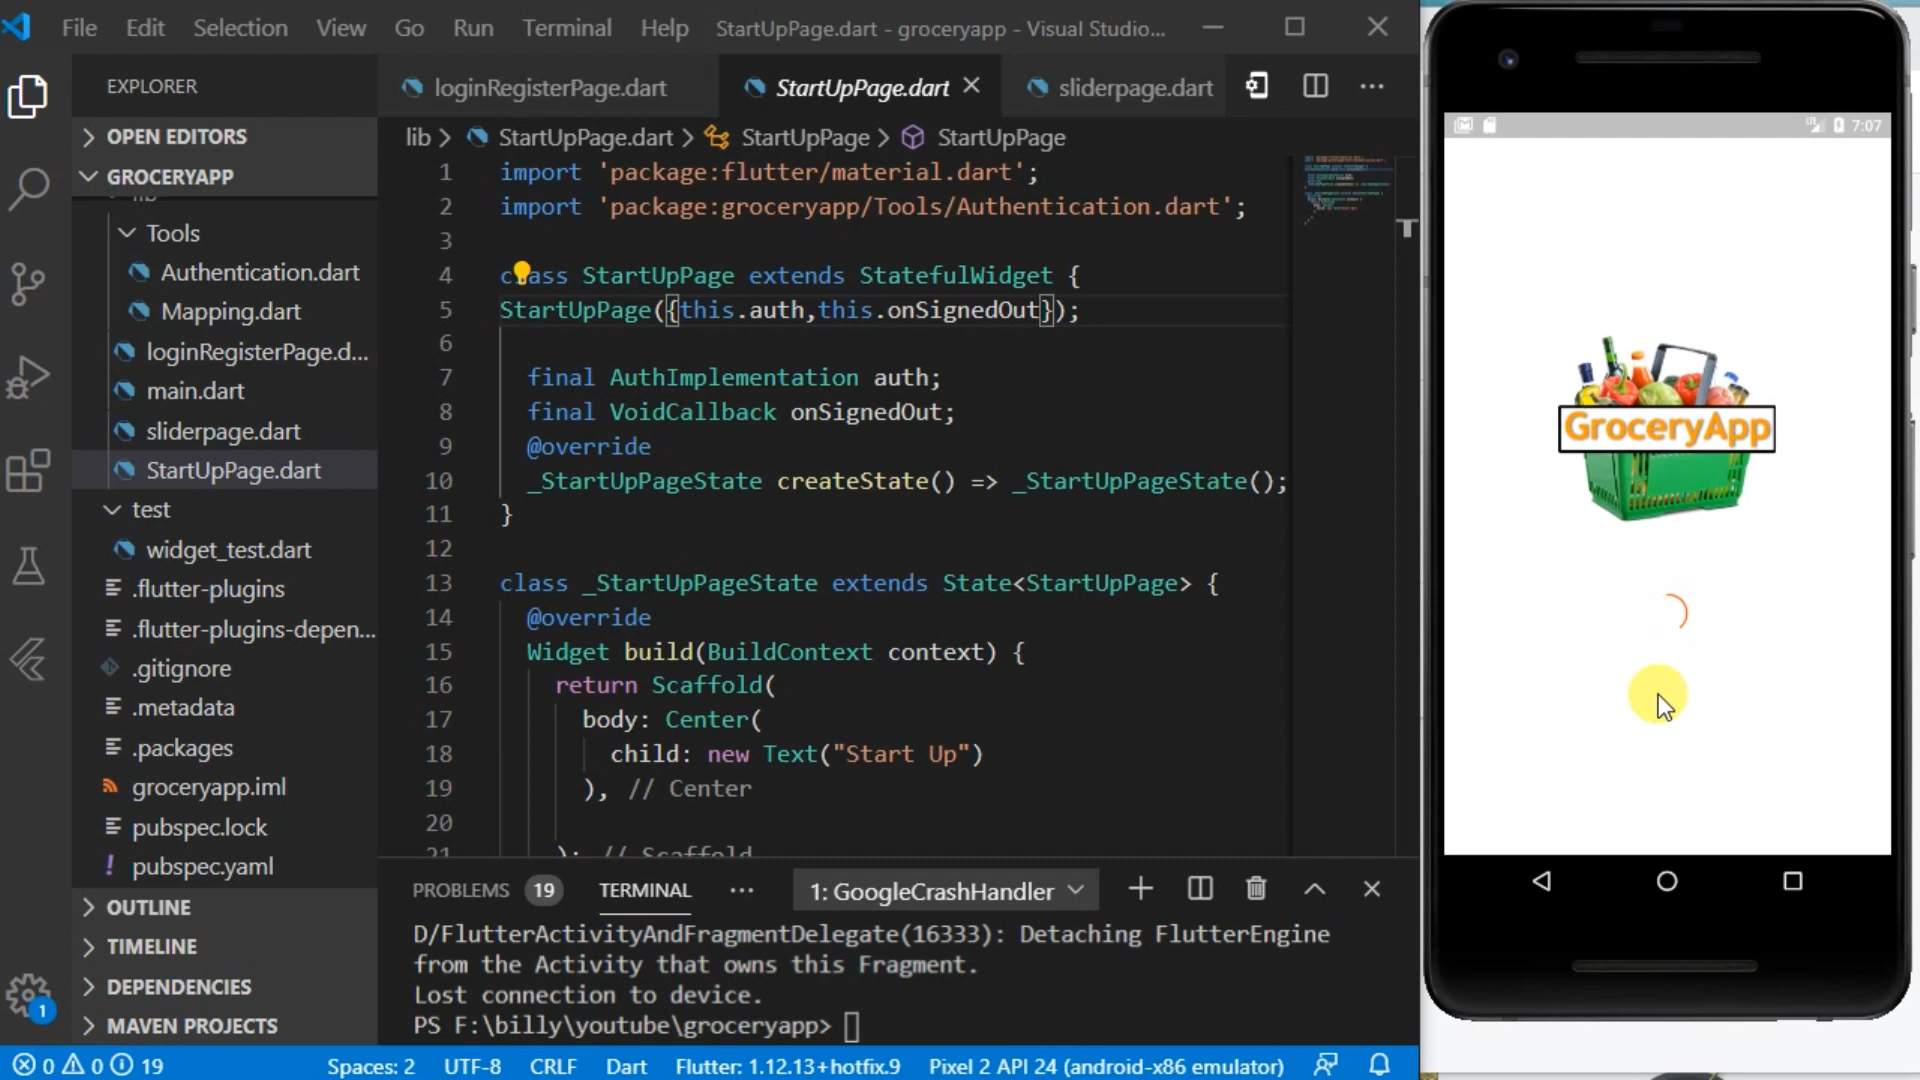 File Edit Selection View Go Run Terminal Help StartUpPage.dart - groceryapp - Visual Studio...
EXPLORER
OPEN EDITORS
GROCERYAPP
lib
Tools
Authentication.dart
Mapping.dart
loginRegisterPage.d...
main.dart
sliderpage.dart
StartUpPage.dart
test
widget_test.dart
.flutter-plugins
.flutter-plugins-depen...
.gitignore
.metadata
.packages
groceryapp.iml
pubspec.lock
pubspec.yaml
OUTLINE
TIMELINE
DEPENDENCIES
MAVEN PROJECTS
1
loginRegisterPage.dart StartUpPage.dart sliderpage.dart
lib > StartUpPage.dart > StartUpPage > StartUpPage
1 import 'package:flutter/material.dart';
2 import 'package:groceryapp/Tools/Authentication.dart';
3
4 class StartUpPage extends StatefulWidget {
5 StartUpPage({this.auth,this.onSignedOut});
6
7 final AuthImplementation auth;
8 final VoidCallback onSignedOut;
9 @override
10 _StartUpPageState createState() => _StartUpPageState();
11 }
12
13 class _StartUpPageState extends State<StartUpPage> {
14 @override
15 Widget build(BuildContext context) {
16 return Scaffold(
17 body: Center(
18 child: new Text("Start Up")
19 ), // Center
20
21 ); // Scaffold
PROBLEMS 19 TERMINAL ... 1: GoogleCrashHandler
D/FlutterActivityAndFragmentDelegate(16333): Detaching FlutterEngine
from the Activity that owns this Fragment.
Lost connection to device.
PS F:\billy\youtube\groceryapp>
0 0 19 Spaces: 2 UTF-8 CRLF Dart Flutter: 1.12.13+hotfix.9 Pixel 2 API 24 (android-x86 emulator)
LTE 7:07
GroceryApp